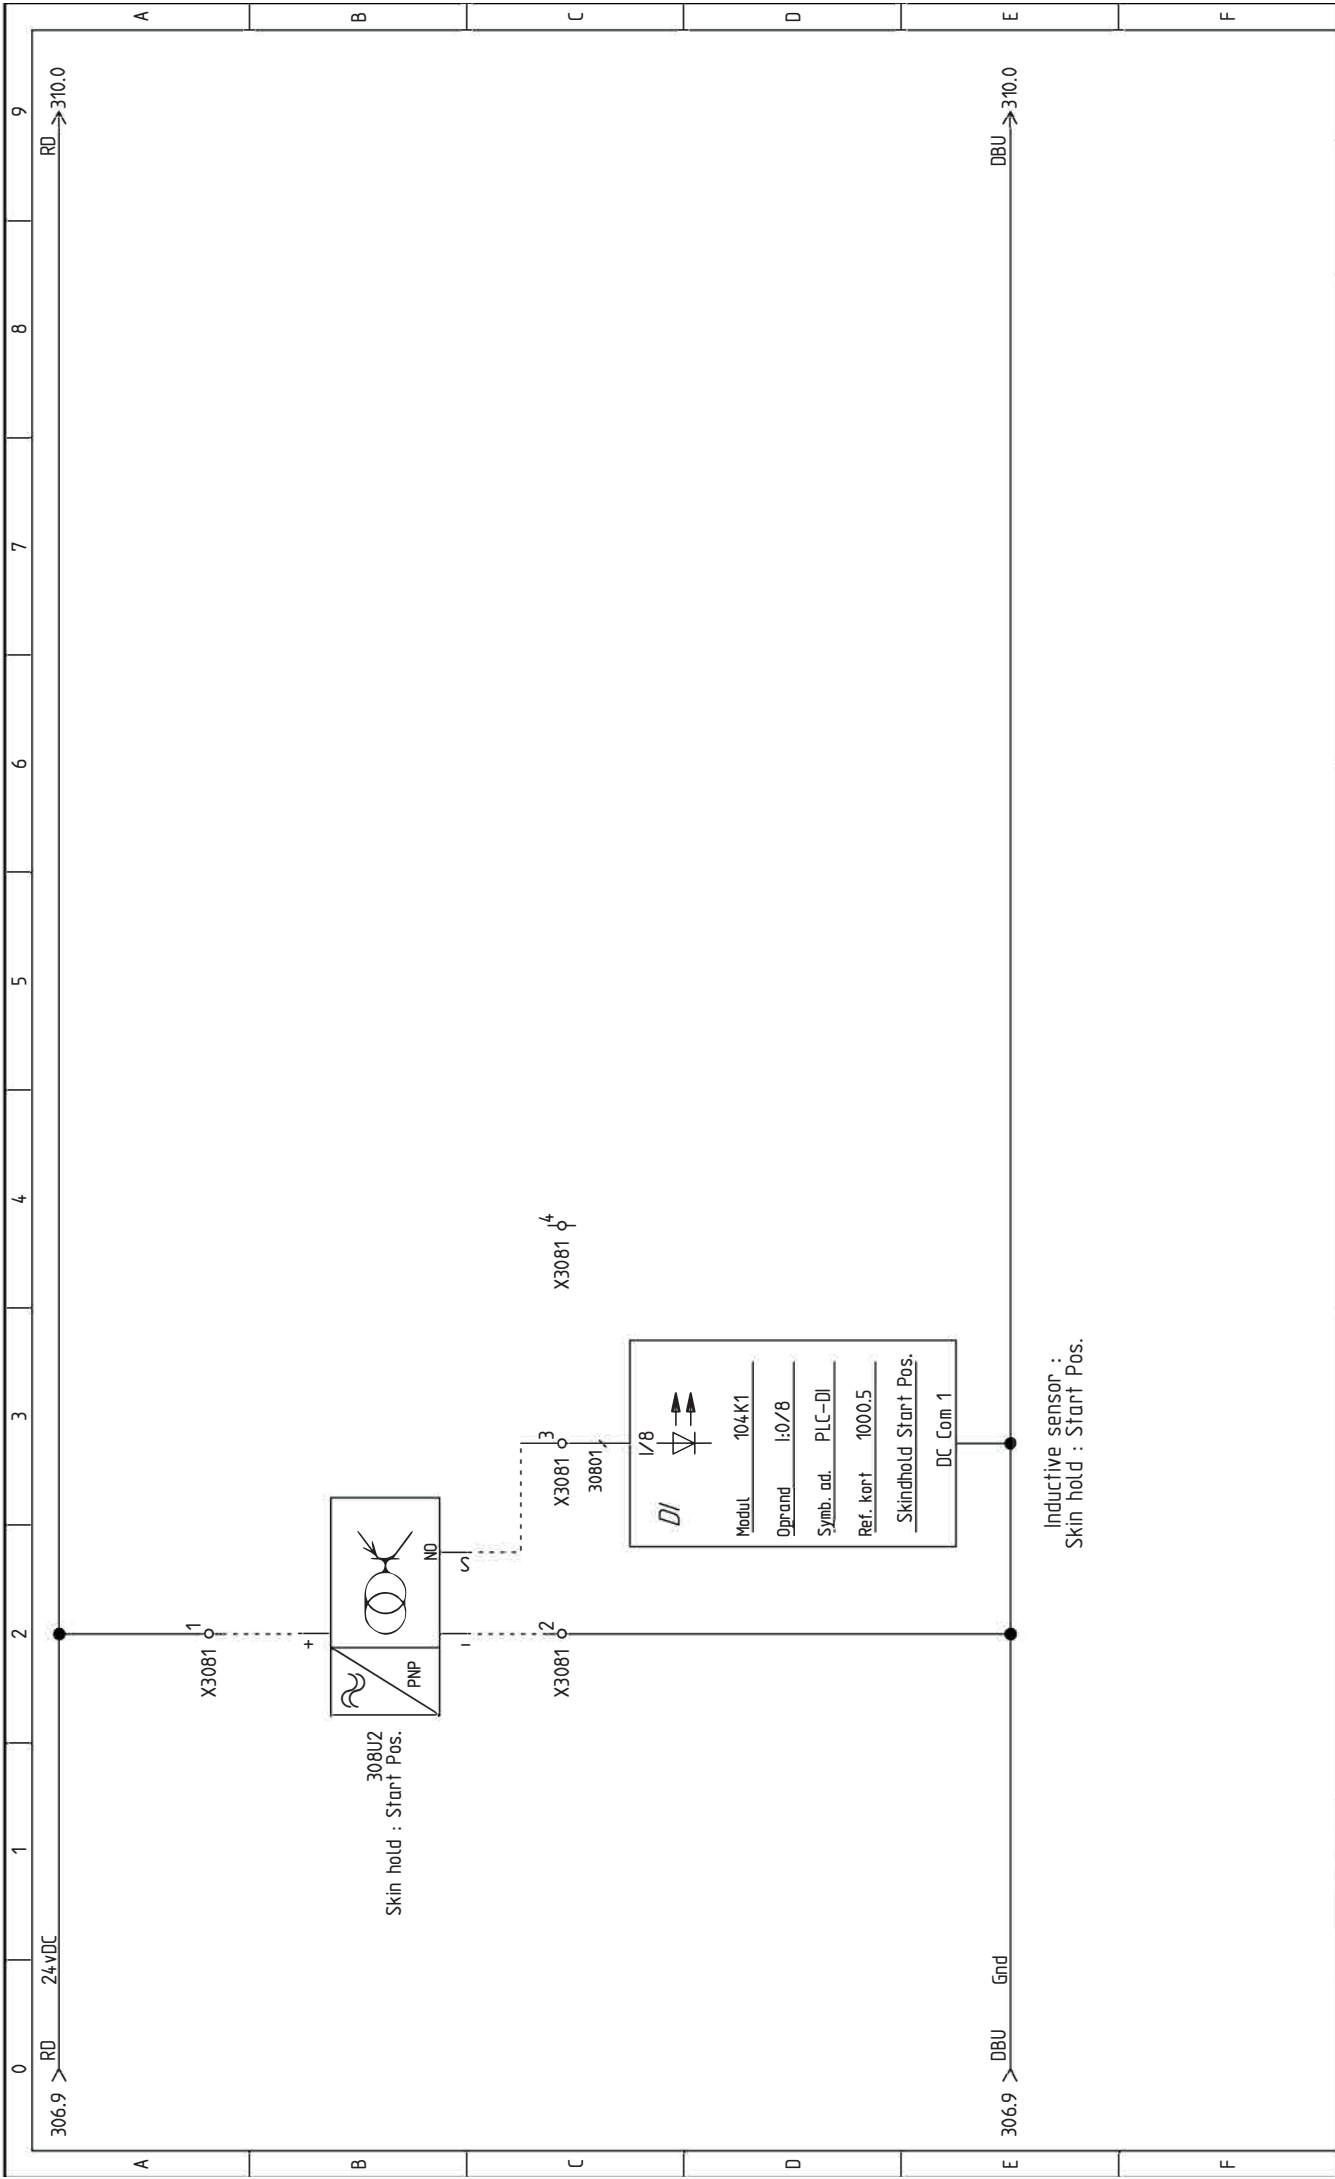 0 1 2 3 4 5 6 7 8 9
A
A
306.9 RD 24vDC
RD 310.0
X3081 1
B
B
+
308U2
Skin hold : Start Pos.
PNP
NO
-
S
C
C
X3081 2
X3081 3
X3081 4
30801
I/8
DI
D
D
Modul 104K1
Oprand I:0/8
Symb. ad. PLC-DI
Ref. kort 1000.5
Skindhold Start Pos.
DC Com 1
E
E
306.9 DBU Gnd
DBU 310.0
Inductive sensor :
Skin hold : Start Pos.
F
F